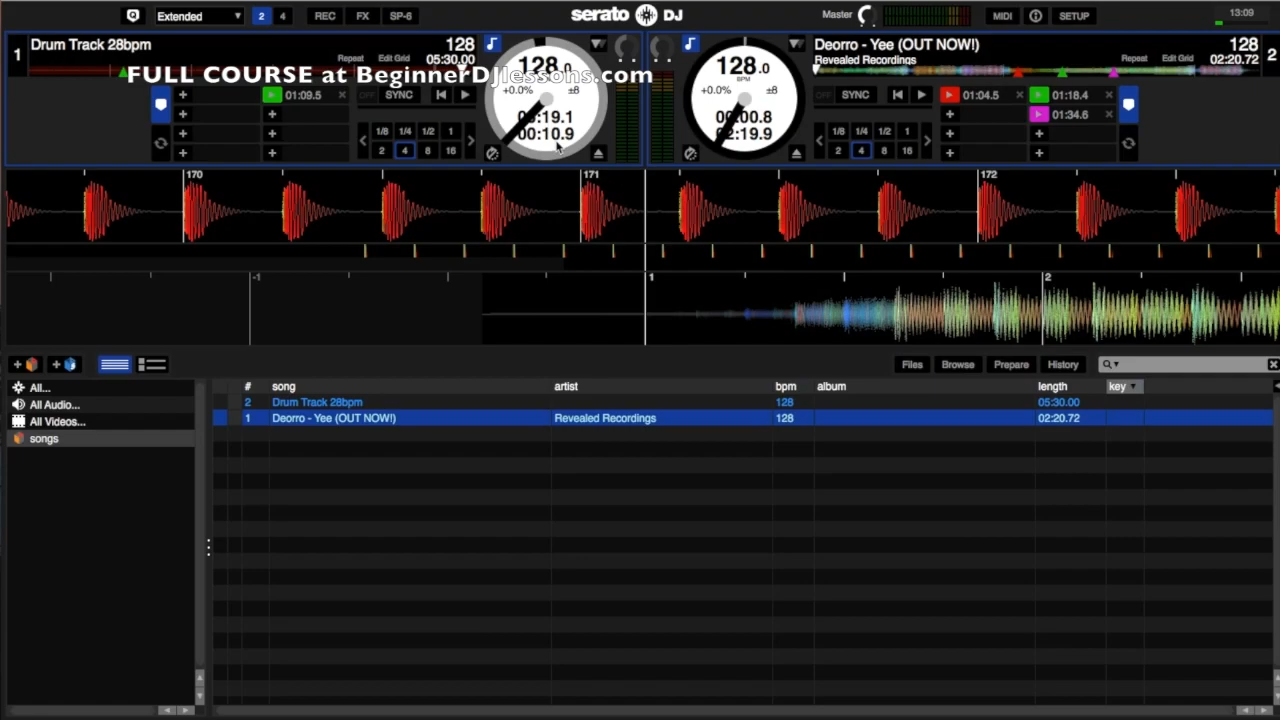 Extended 2 4 REC FX SP-6 serato DJ Master MIDI SETUP 13:09
1 Drum Track 28bpm 128
Repeat Edit Grid 05:30.00
FULL COURSE at BeginnerDJlessons.com
01:09.5 OFF SYNC
1/8 1/4 1/2 1
2 4 8 16
128.0
+0.0% ±8
00:10.9
Deorro - Yee (OUT NOW!) 128 2
Revealed Recordings Repeat Edit Grid 02:20.72
128.0
BPM
+0.0% ±8
00:00.8
02:19.9
OFF SYNC 01:04.5 01:18.4
01:34.6
1/8 1/4 1/2 1
2 4 8 16
170 171 172
-1 1 2
Files Browse Prepare History
All...
All Audio...
All Videos...
songs
# song artist bpm album length key
2 Drum Track 28bpm 128 05:30.00
1 Deorro - Yee (OUT NOW!) Revealed Recordings 128 02:20.72